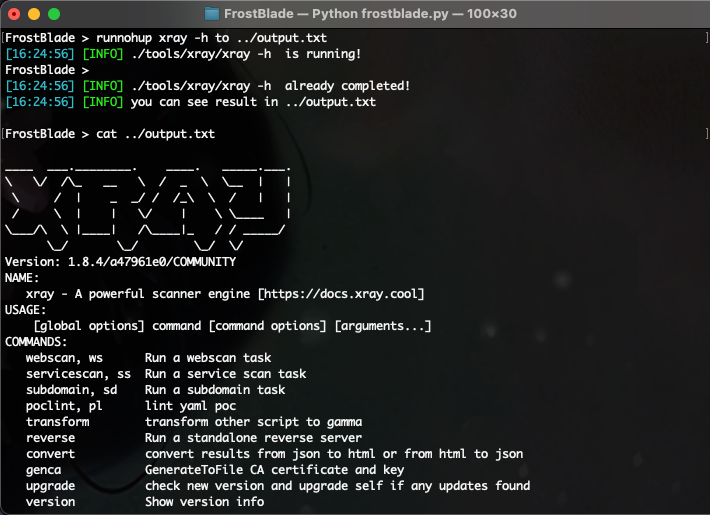 FrostBlade — Python frostblade.py — 100×30
FrostBlade > runnohup xray -h to ../output.txt
[16:24:56] [INFO] ./tools/xray/xray -h  is running!
FrostBlade >
[16:24:56] [INFO] ./tools/xray/xray -h  already completed!
[16:24:56] [INFO] you can see result in ../output.txt
FrostBlade > cat ../output.txt
XRAY
Version: 1.8.4/a47961e0/COMMUNITY
NAME:
   xray - A powerful scanner engine [https://docs.xray.cool]
USAGE:
    [global options] command [command options] [arguments...]
COMMANDS:
   webscan, ws      Run a webscan task
   servicescan, ss  Run a service scan task
   subdomain, sd    Run a subdomain task
   poclint, pl      lint yaml poc
   transform        transform other script to gamma
   reverse          Run a standalone reverse server
   convert          convert results from json to html or from html to json
   genca            GenerateToFile CA certificate and key
   upgrade          check new version and upgrade self if any updates found
   version          Show version info